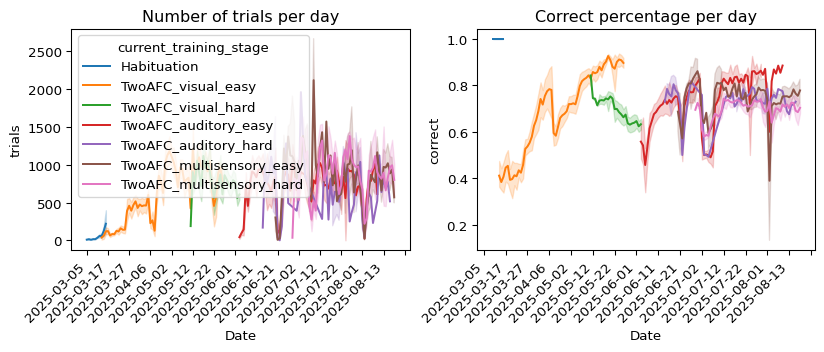 Number of trials per day
trials
2500
2000
1500
1000
500
0
current_training_stage
Habituation
TwoAFC_visual_easy
TwoAFC_visual_hard
TwoAFC_auditory_easy
TwoAFC_auditory_hard
TwoAFC_multisensory_easy
TwoAFC_multisensory_hard
2025-03-05
2025-03-17
2025-03-27
2025-04-06
2025-05-02
2025-05-12
2025-05-22
2025-06-01
2025-06-11
2025-06-21
2025-07-02
2025-07-12
2025-07-22
2025-08-01
2025-08-13
Date
Correct percentage per day
correct
1.0
0.8
0.6
0.4
0.2
2025-03-05
2025-03-17
2025-03-27
2025-04-06
2025-05-02
2025-05-12
2025-05-22
2025-06-01
2025-06-11
2025-06-21
2025-07-02
2025-07-12
2025-07-22
2025-08-01
2025-08-13
Date